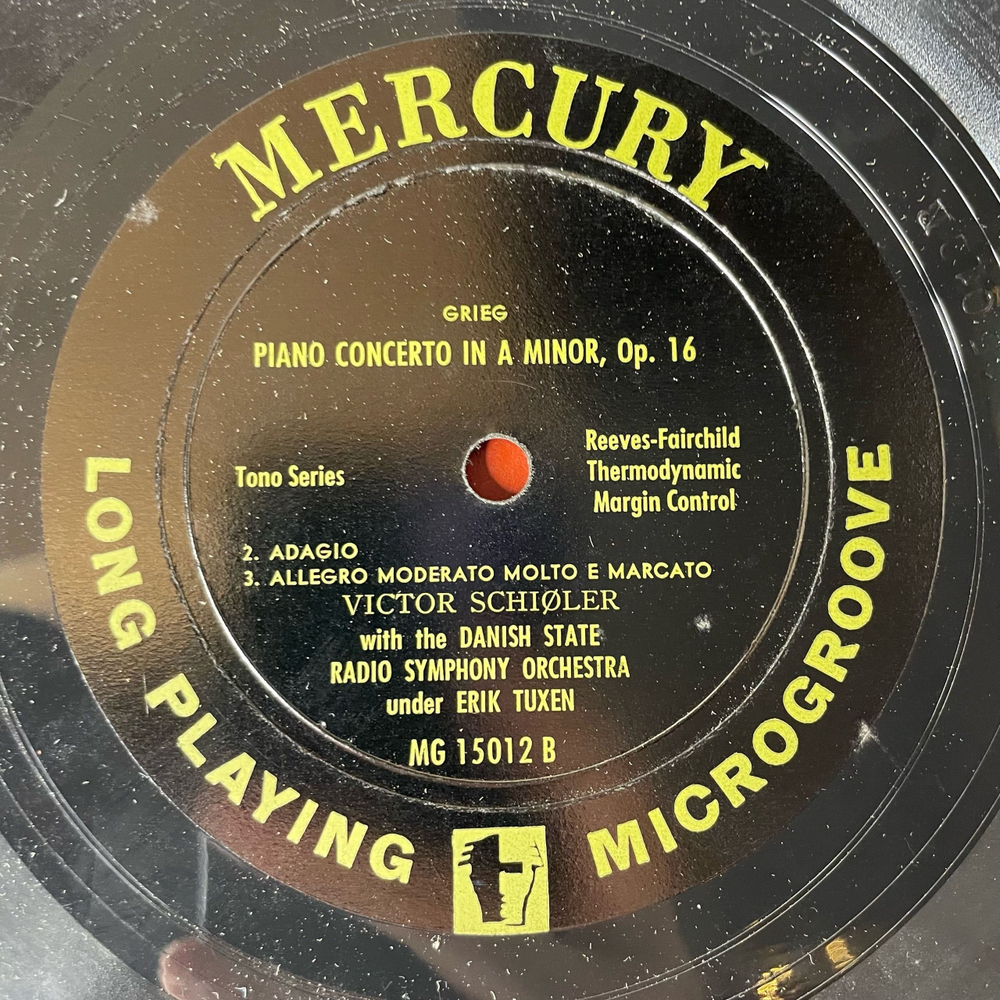 MERCURY
GRIEG
PIANO CONCERTO IN A MINOR, Op. 16
Tono Series
Reeves-Fairchild
Thermodynamic
Margin Control
2. ADAGIO
3. ALLEGRO MODERATO MOLTO E MARCATO
VICTOR SCHIØLER
with the DANISH STATE
RADIO SYMPHONY ORCHESTRA
under ERIK TUXEN
MG 15012 B
LONG PLAYING MICROGROOVE